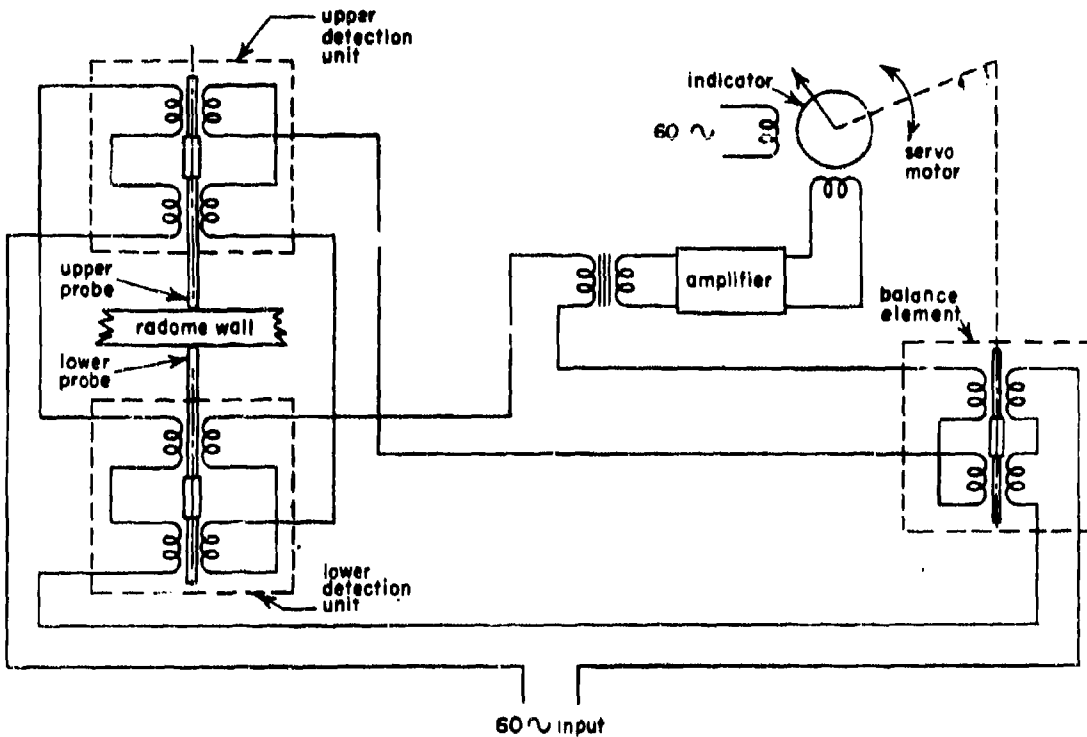 upper
detection
unit
indicator
60 ∿
servo
motor
upper
probe
amplifier
balance
element
radome wall
lower
probe
lower
detection
unit
60 ∿ input